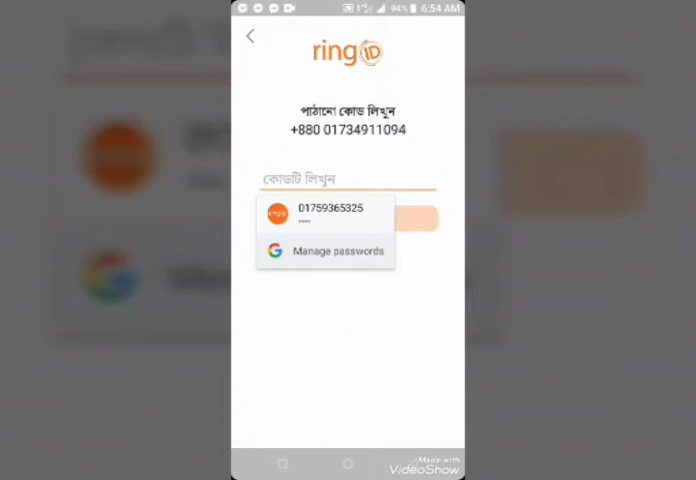 94% 6:54 AM
ringID
পাঠানো কোড লিখুন
+880 01734911094
কোডটি লিখুন
01759365325
Manage passwords
Made with
VideoShow